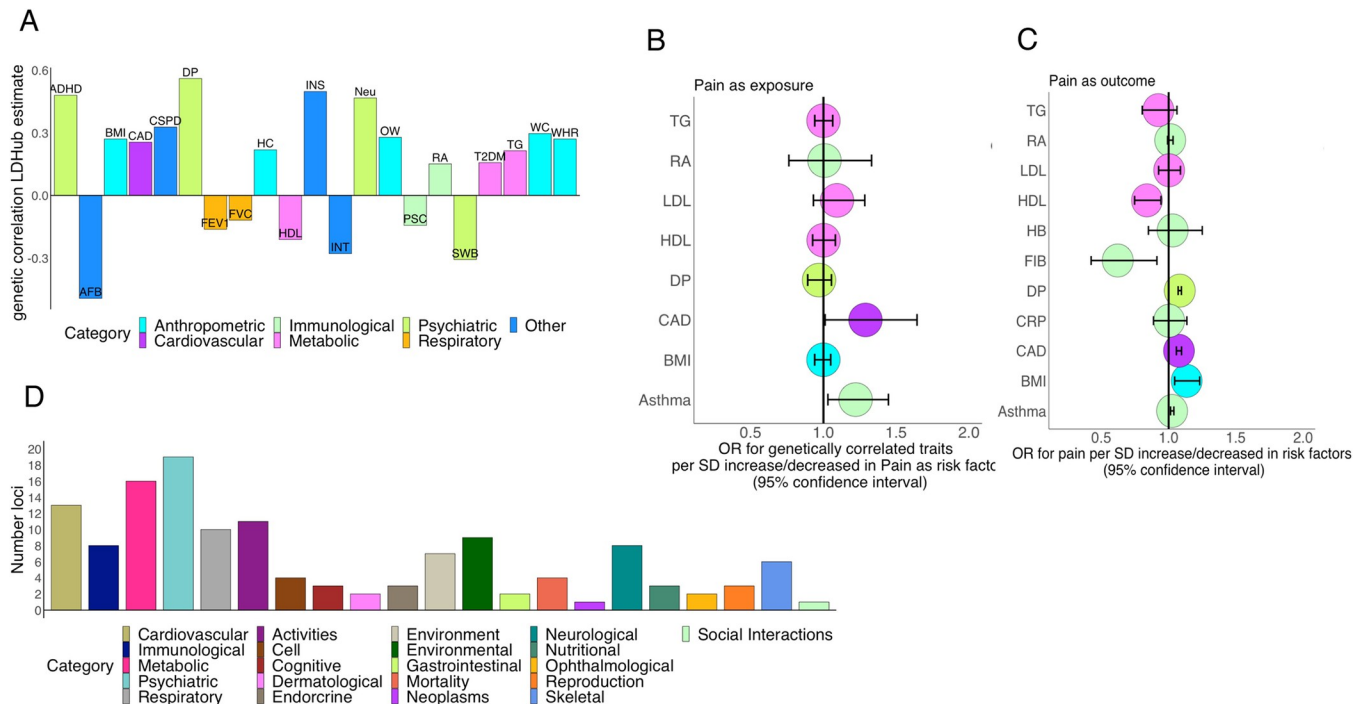 A
genetic correlation LDHub estimate
0.6
0.3
0.0
-0.3
ADHD
AFB
BMI
CAD
CSPD
DP
FEV1
FVC
HC
HDL
INS
INT
Neu
OW
PSC
RA
SWB
T2DM
TG
WC
WHR
Category
Anthropometric
Cardiovascular
Immunological
Metabolic
Psychiatric
Respiratory
Other
B
Pain as exposure
TG
RA
LDL
HDL
DP
CAD
BMI
Asthma
0.5 1.0 1.5 2.0
OR for genetically correlated traits
per SD increase/decreased in Pain as risk factc
(95% confidence interval)
C
Pain as outcome
TG
RA
LDL
HDL
HB
FIB
DP
CRP
CAD
BMI
Asthma
0.5 1.0 1.5 2.0
OR for pain per SD increase/decreased in risk factors
(95% confidence interval)
D
Number loci
20
18
16
14
12
10
8
6
4
2
0
Category
Cardiovascular
Immunological
Metabolic
Psychiatric
Respiratory
Activities
Cell
Cognitive
Dermatological
Endorcrine
Environment
Environmental
Gastrointestinal
Mortality
Neoplasms
Neurological
Nutritional
Ophthalmological
Reproduction
Skeletal
Social Interactions